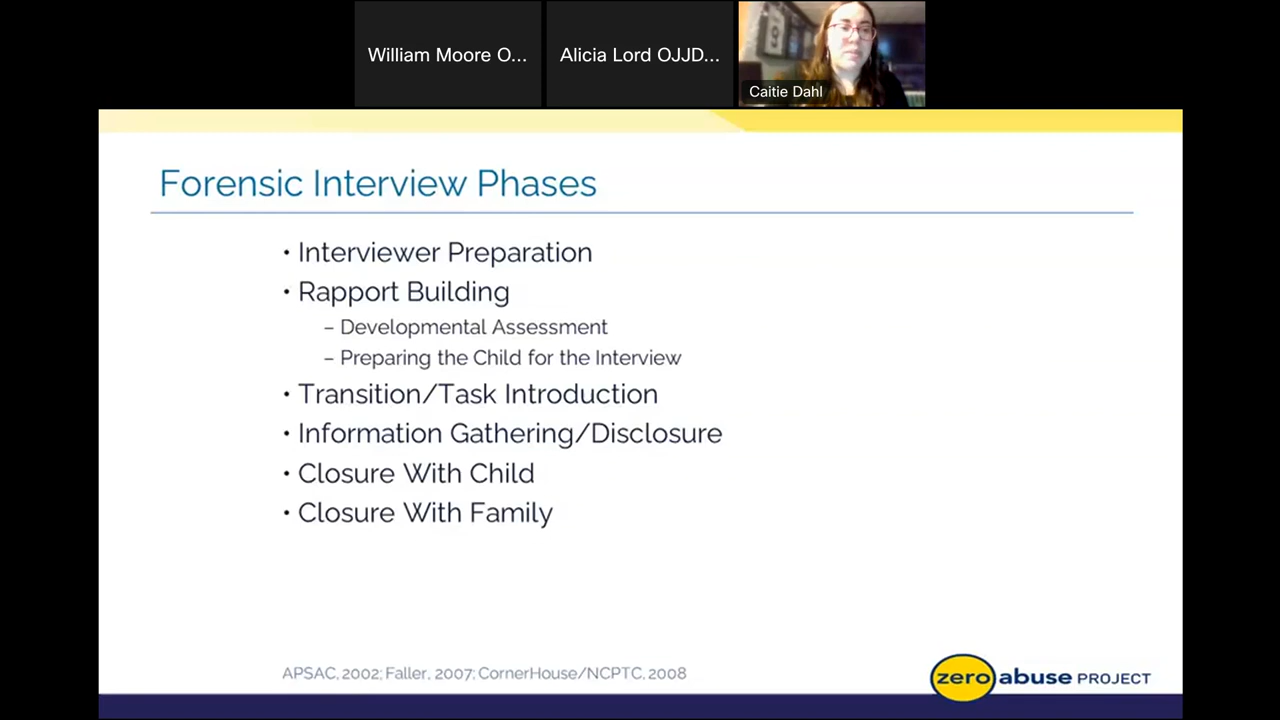 William Moore O...
Alicia Lord OJJD...
Caitie Dahl
Forensic Interview Phases
• Interviewer Preparation
• Rapport Building
– Developmental Assessment
– Preparing the Child for the Interview
• Transition/Task Introduction
• Information Gathering/Disclosure
• Closure With Child
• Closure With Family
APSAC, 2002; Faller, 2007; CornerHouse/NCPTC, 2008
zero abuse PROJECT